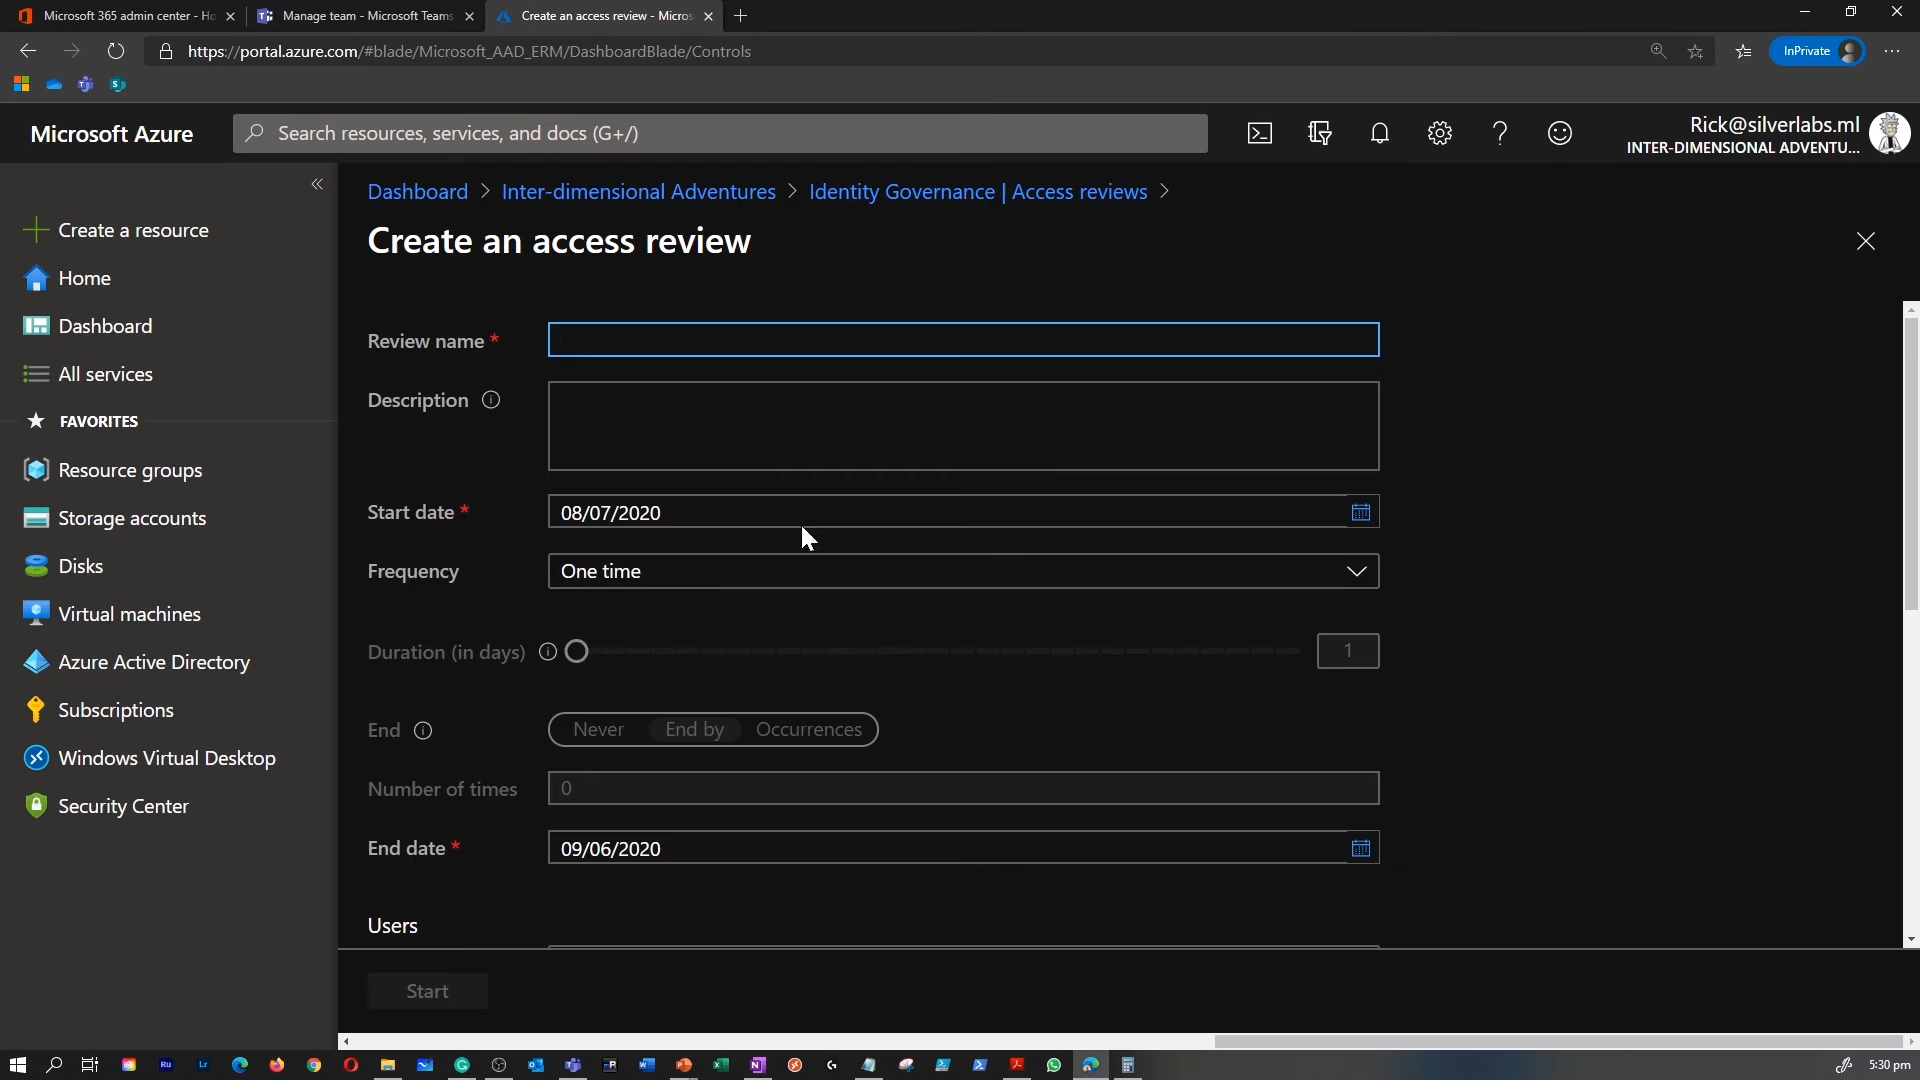 Microsoft 365 admin center - Ho
Manage team - Microsoft Teams
Create an access review - Micros
https://portal.azure.com/#blade/Microsoft_AAD_ERM/DashboardBlade/Controls
InPrivate
Microsoft Azure
Search resources, services, and docs (G+/)
Rick@silverlabs.ml
INTER-DIMENSIONAL ADVENTU...
Dashboard > Inter-dimensional Adventures > Identity Governance | Access reviews >
Create an access review
Create a resource
Home
Dashboard
All services
FAVORITES
Resource groups
Storage accounts
Disks
Virtual machines
Azure Active Directory
Subscriptions
Windows Virtual Desktop
Security Center
Review name *
Description
Start date * 08/07/2020
Frequency One time
Duration (in days) 1
End Never End by Occurrences
Number of times 0
End date * 09/06/2020
Users
Start
5:30 pm